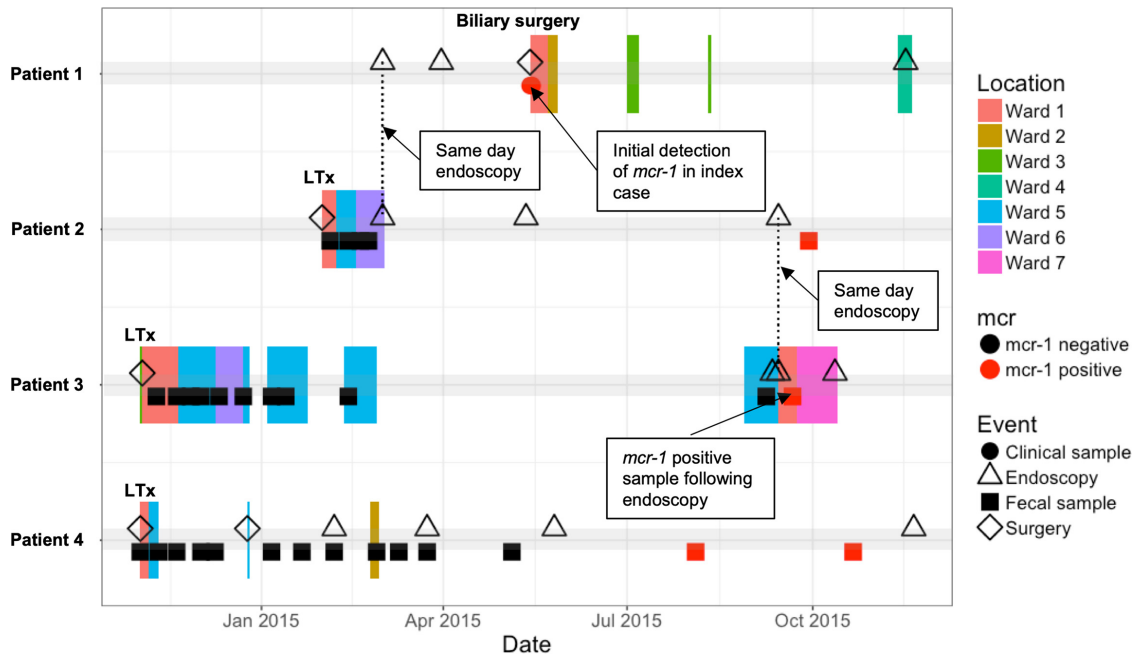 Biliary surgery
Patient 1
Same day
endoscopy
Initial detection
of mcr-1 in index
case
LTx
Patient 2
Same day
endoscopy
LTx
Patient 3
mcr-1 positive
sample following
endoscopy
LTx
Patient 4
Jan 2015
Apr 2015
Jul 2015
Oct 2015
Date
Location
Ward 1
Ward 2
Ward 3
Ward 4
Ward 5
Ward 6
Ward 7
mcr
mcr-1 negative
mcr-1 positive
Event
Clinical sample
Endoscopy
Fecal sample
Surgery